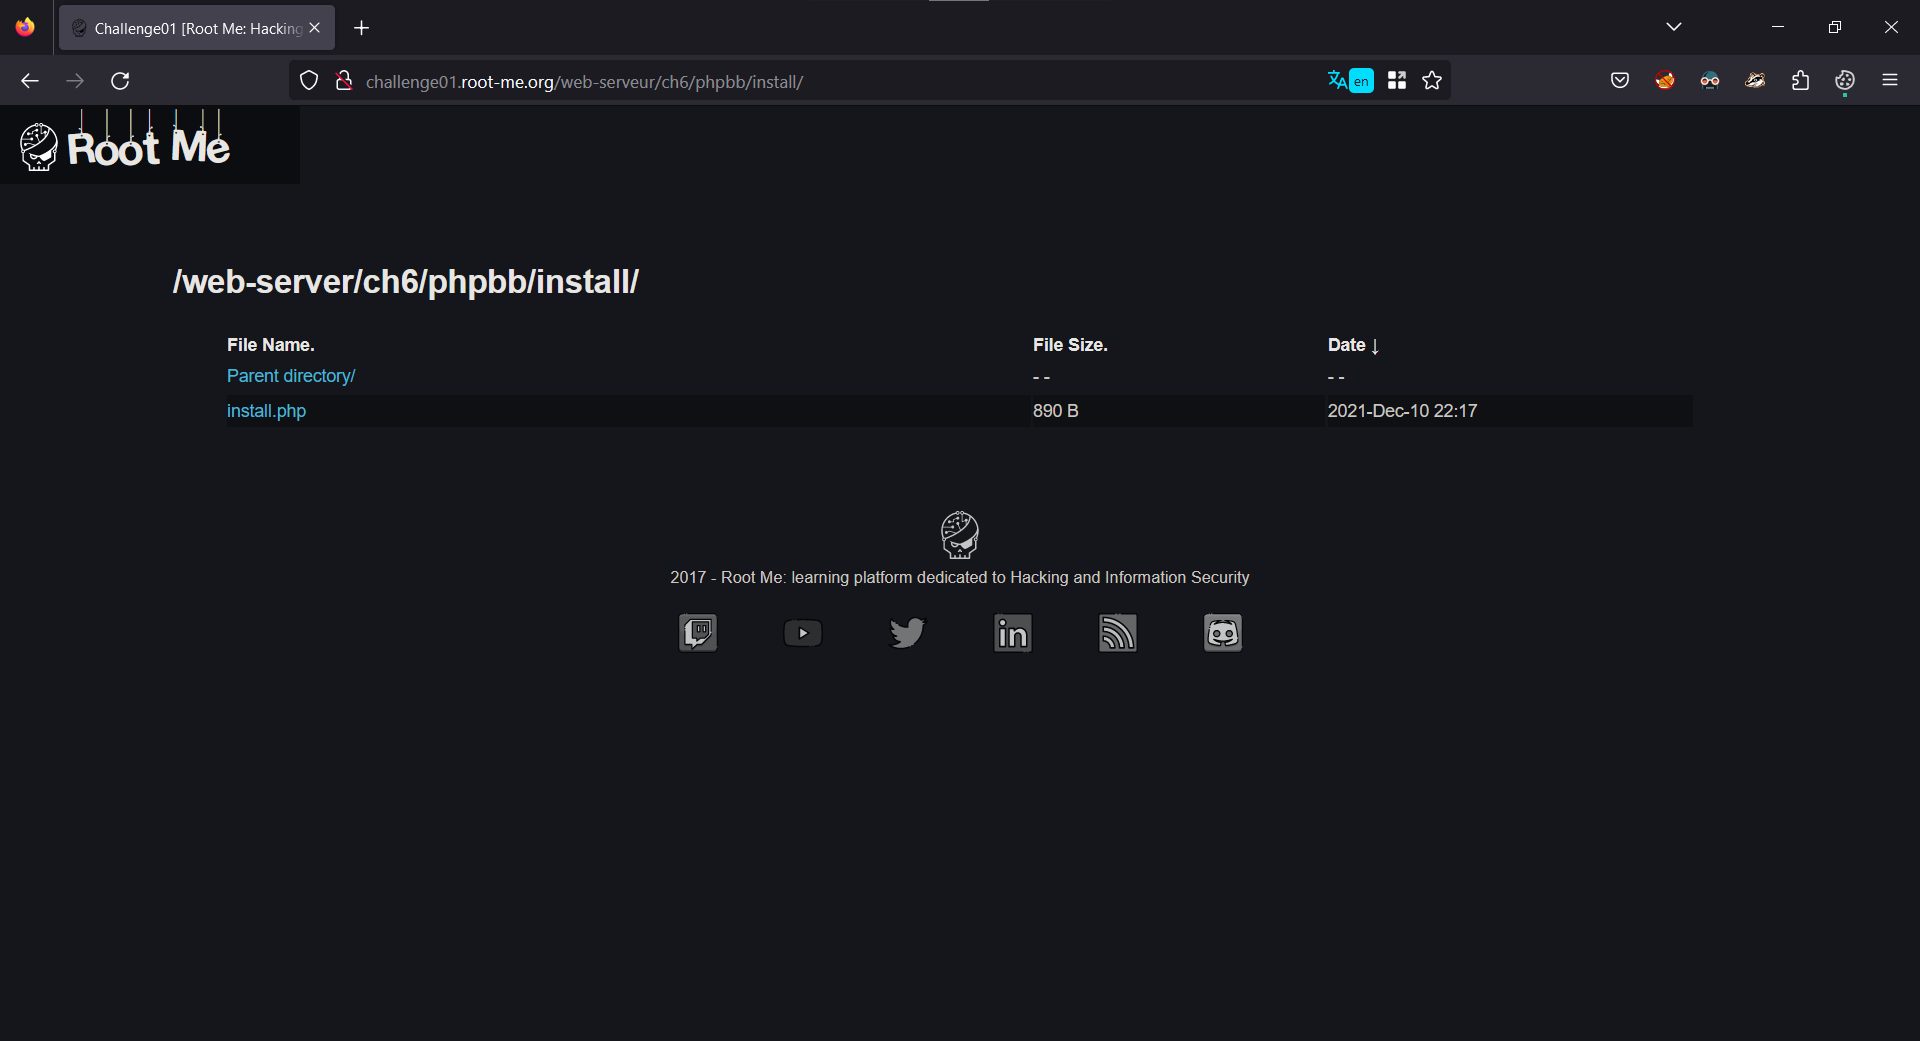 Challenge01 [Root Me: Hacking
challenge01.root-me.org/web-serveur/ch6/phpbb/install/
en
Root Me
/web-server/ch6/phpbb/install/
File Name. File Size. Date ↓
Parent directory/ - - - -
install.php 890 B 2021-Dec-10 22:17
2017 - Root Me: learning platform dedicated to Hacking and Information Security
in